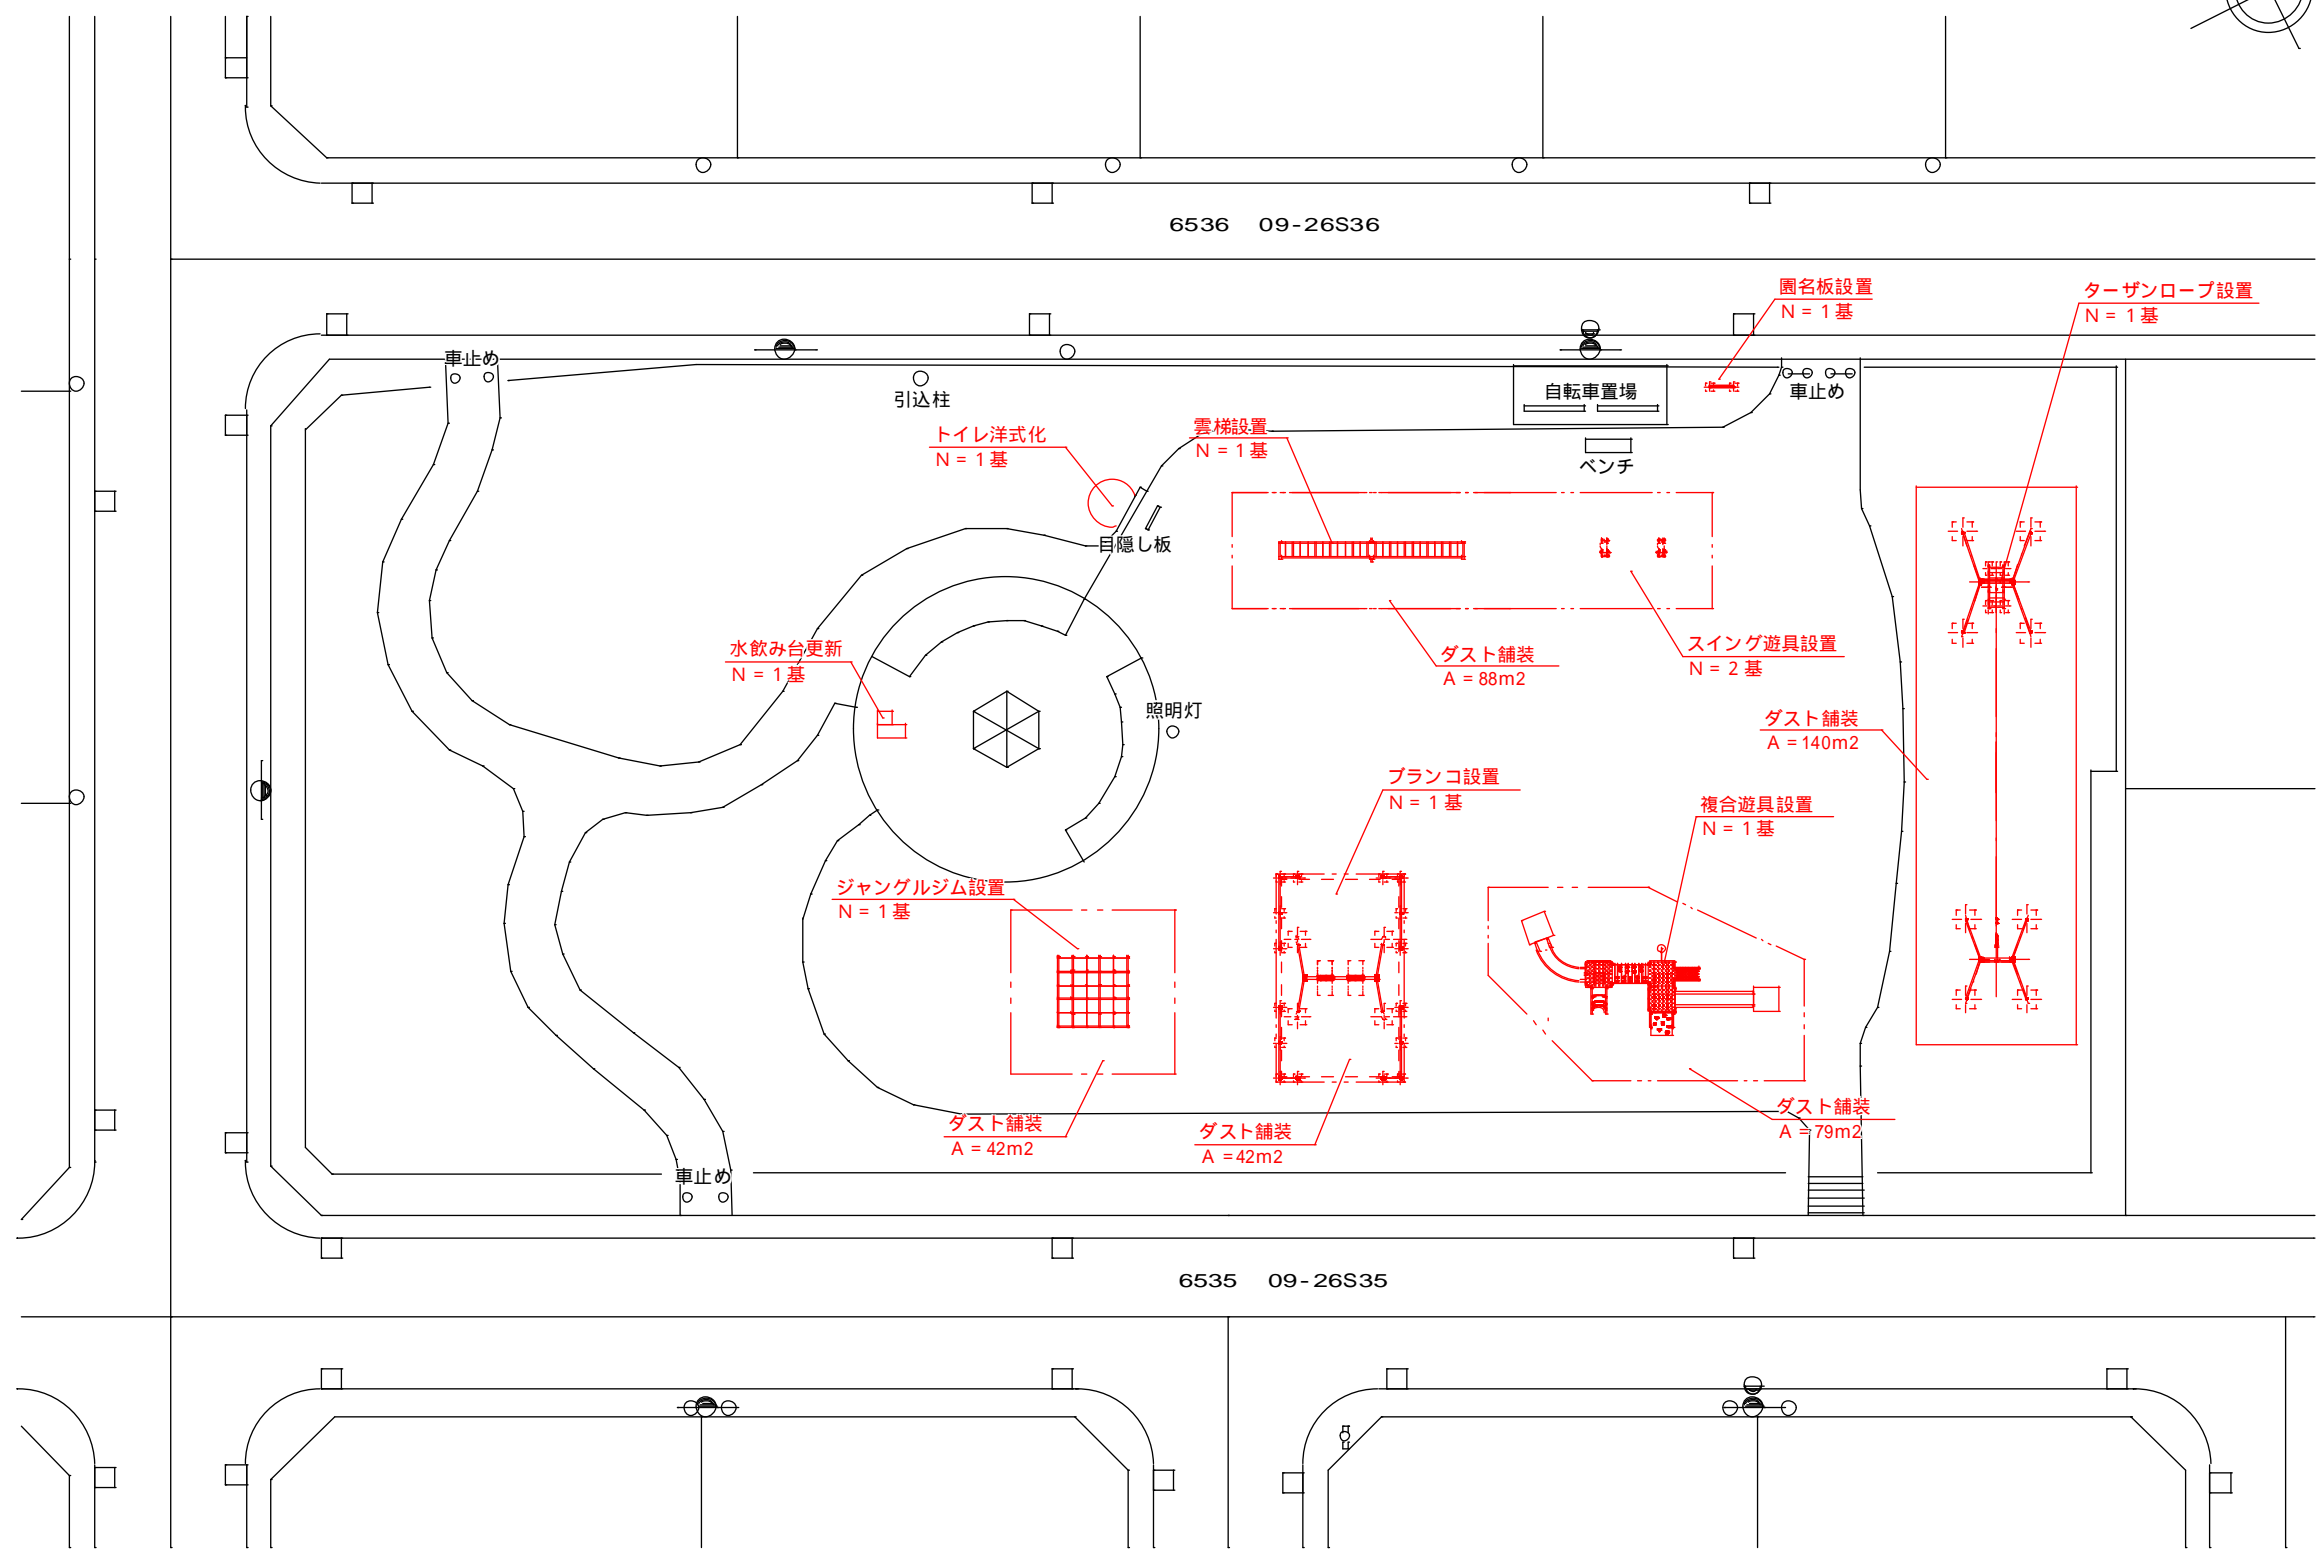 6536 09-26S36
園名板設置
N = 1 基
ターザンロープ設置
N = 1 基
車止め
引込柱
自転車置場
車止め
トイレ洋式化
N = 1 基
雲梯設置
N = 1 基
ベンチ
目隠し板
水飲み台更新
N = 1 基
ダスト舗装
A = 88m2
スイング遊具設置
N = 2 基
照明灯
ダスト舗装
A = 140m2
ブランコ設置
N = 1 基
複合遊具設置
N = 1 基
ジャングルジム設置
N = 1 基
ダスト舗装
A = 42m2
ダスト舗装
A = 42m2
ダスト舗装
A = 79m2
車止め
6535 09-26S35